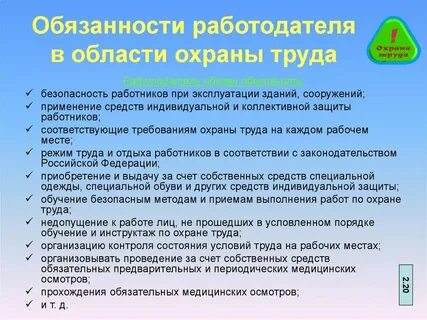 Обязанности работодателя
в области охраны труда
!
Охрана
труда
Работодатель обязан обеспечить
безопасность работников при эксплуатации зданий, сооружений;
применение средств индивидуальной и коллективной защиты
работников;
соответствующие требованиям охраны труда на каждом рабочем
месте;
режим труда и отдыха работников в соответствии с законодательством
Российской Федерации;
приобретение и выдачу за счет собственных средств специальной
одежды, специальной обуви и других средств индивидуальной защиты;
обучение безопасным методам и приемам выполнения работ по охране
труда;
недопущение к работе лиц, не прошедших в условленном порядке
обучение и инструктаж по охране труда;
организацию контроля состояния условий труда на рабочих местах;
организовывать проведение за счет собственных средств
обязательных предварительных и периодических медицинских
осмотров;
прохождения обязательных медицинских осмотров;
и т. д.
2.20